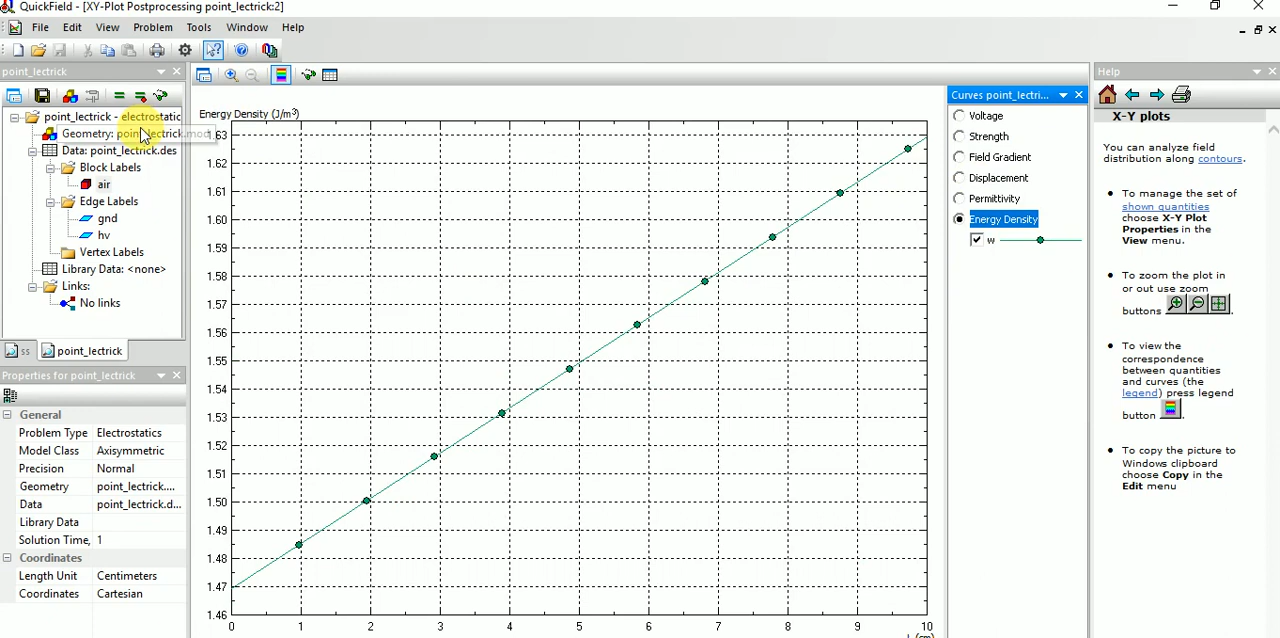 QuickField - [XY-Plot Postprocessing point_lectrick:2]
File Edit View Problem Tools Window Help
point_lectrick
point_lectrick - electrostatic
Geometry: point_lectrick.mod
Data: point_lectrick.des
Block Labels
air
Edge Labels
gnd
hv
Vertex Labels
Library Data: <none>
Links:
No links
ss
point_lectrick
Properties for point_lectrick
General
Problem Type Electrostatics
Model Class Axisymmetric
Precision Normal
Geometry point_lectrick....
Data point_lectrick.d...
Library Data
Solution Time, 1
Coordinates
Length Unit Centimeters
Coordinates Cartesian
Energy Density (J/m³)
1.63
1.62
1.61
1.60
1.59
1.58
1.57
1.56
1.55
1.54
1.53
1.52
1.51
1.50
1.49
1.48
1.47
1.46
0 1 2 3 4 5 6 7 8 9 10
L (cm)
Curves point_lectri...
Voltage
Strength
Field Gradient
Displacement
Permittivity
Energy Density
w
Help
X-Y plots
You can analyze field
distribution along contours.
To manage the set of
shown quantities
choose X-Y Plot
Properties in the
View menu.
To zoom the plot in
or out use zoom
buttons .
To view the
correspondence
between quantities
and curves (the
legend) press legend
button .
To copy the picture to
Windows clipboard
choose Copy in the
Edit menu